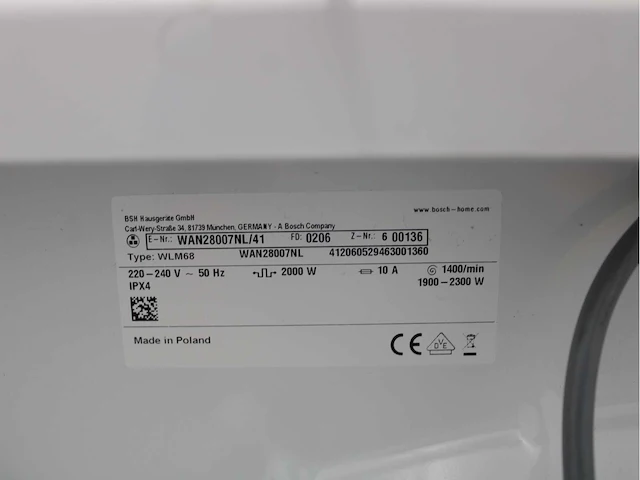 www.bosch-home.com
BSH Hausgeräte GmbH
Carl-Wery-Straße 34, 81739 München, GERMANY - A Bosch Company
E-Nr.: WAN28007NL/41 FD: 0206 Z-Nr.: 6 00136
Type: WLM68 WAN28007NL 412060529463001360
220-240 V ~ 50 Hz 2000 W 10 A 1400/min
IPX4 1900-2300 W
Made in Poland CE VDE